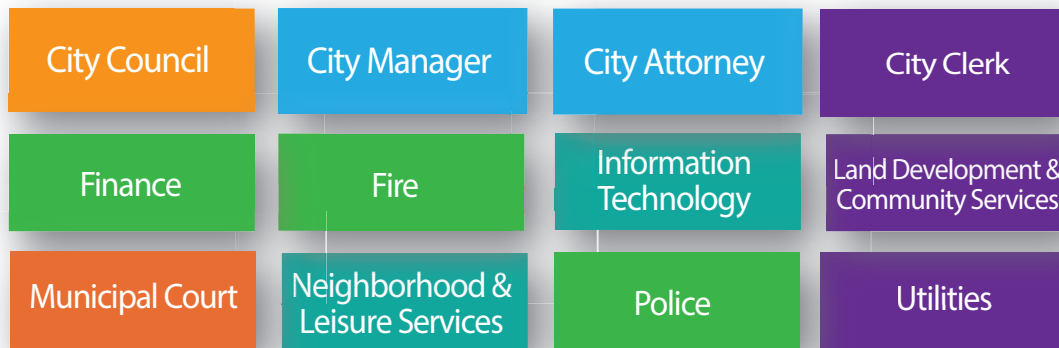 City Council
City Manager
City Attorney
City Clerk
Finance
Fire
Information
Technology
Land Development &
Community Services
Municipal Court
Neighborhood &
Leisure Services
Police
Utilities